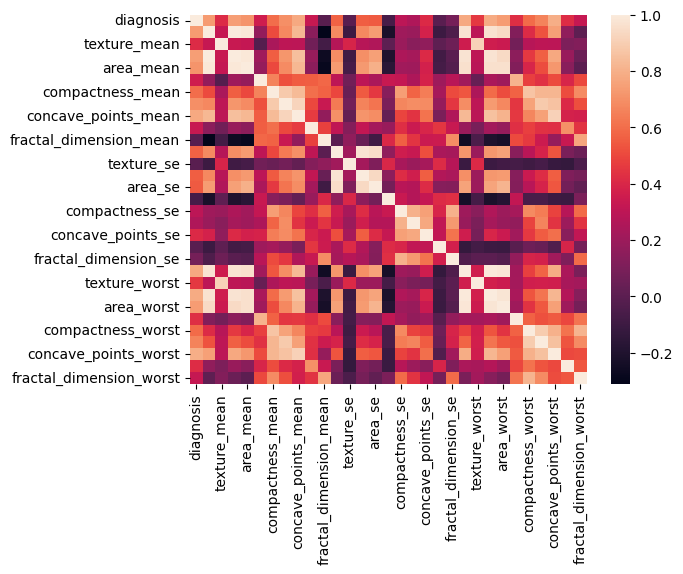 diagnosis
texture_mean
area_mean
compactness_mean
concave_points_mean
fractal_dimension_mean
texture_se
area_se
compactness_se
concave_points_se
fractal_dimension_se
texture_worst
area_worst
compactness_worst
concave_points_worst
fractal_dimension_worst
diagnosis
texture_mean
area_mean
compactness_mean
concave_points_mean
fractal_dimension_mean
texture_se
area_se
compactness_se
concave_points_se
fractal_dimension_se
texture_worst
area_worst
compactness_worst
concave_points_worst
fractal_dimension_worst
1.0
0.8
0.6
0.4
0.2
0.0
−0.2